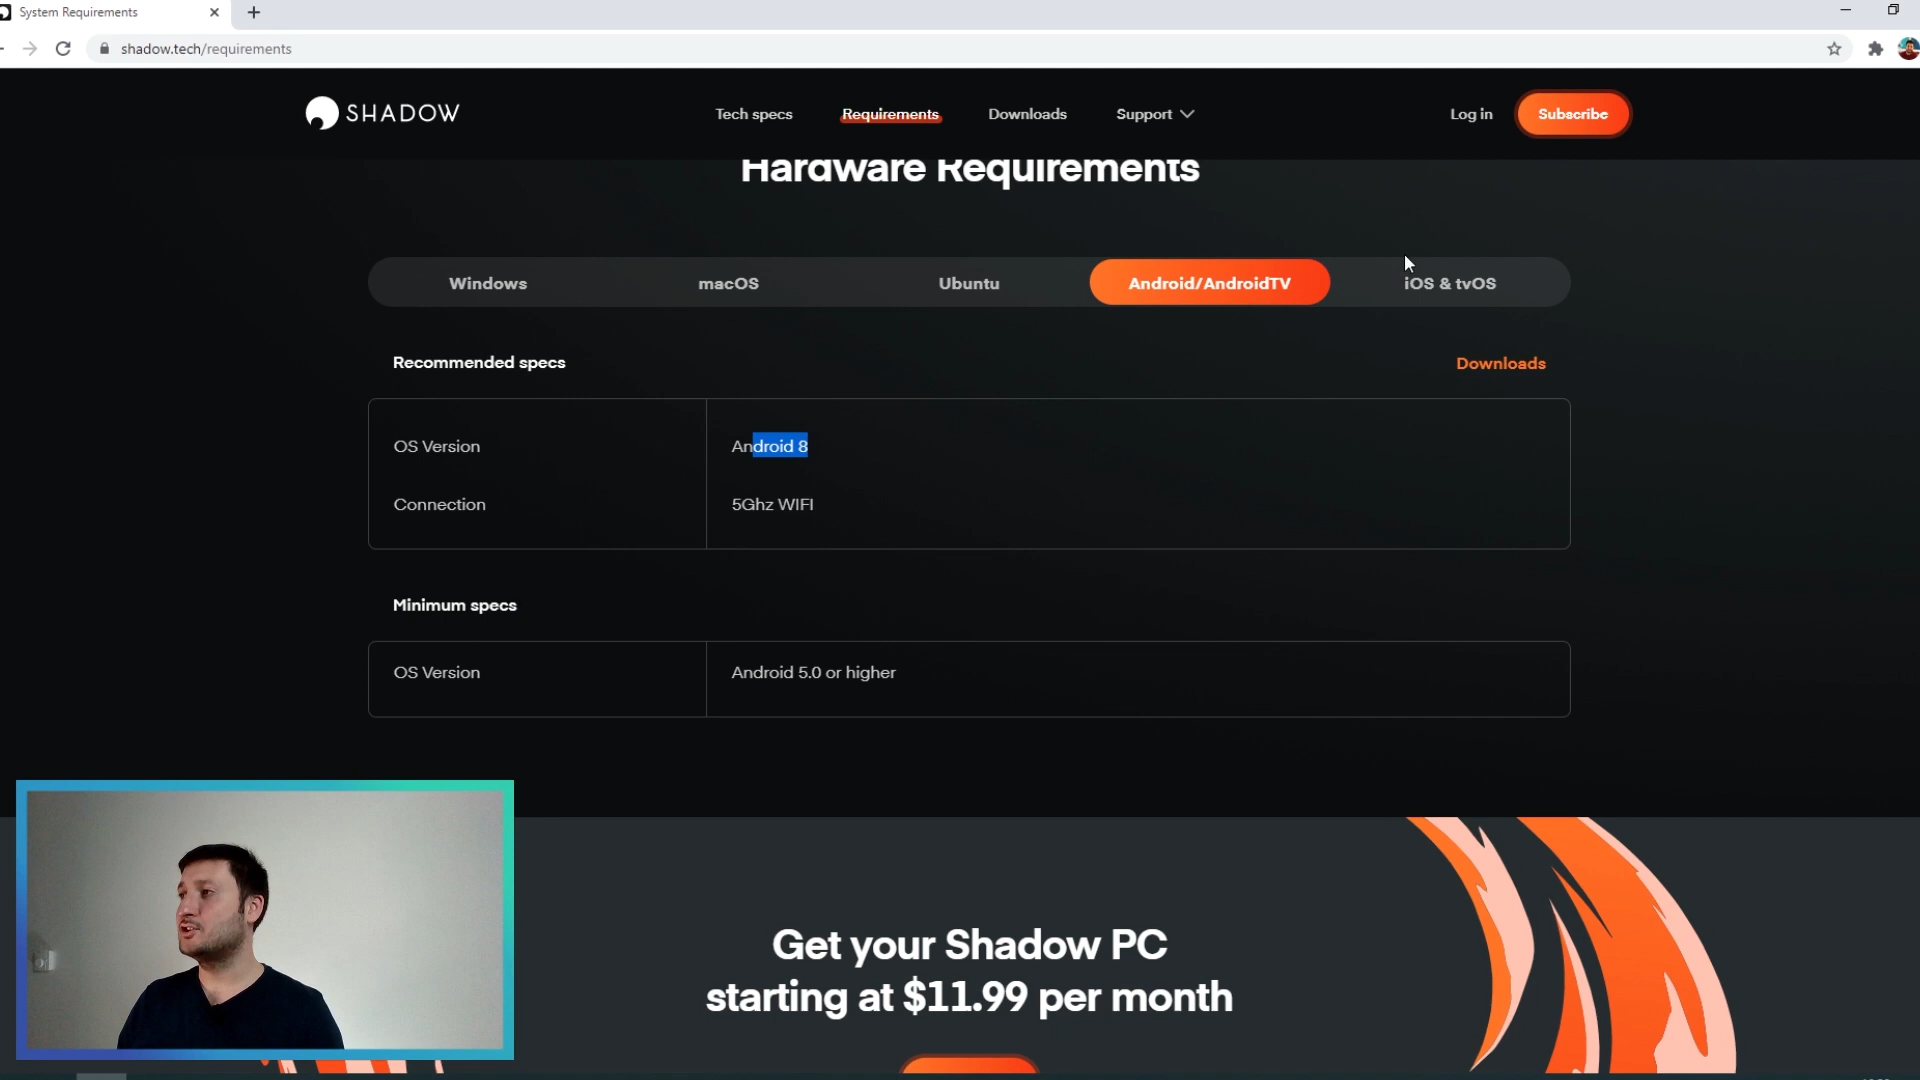 System Requirements
shadow.tech/requirements
SHADOW
Tech specs
Requirements
Downloads
Support
Log in
Subscribe
Hardware Requirements
Windows
macOS
Ubuntu
Android/AndroidTV
iOS & tvOS
Recommended specs
Downloads
OS Version
Android 8
Connection
5Ghz WIFI
Minimum specs
OS Version
Android 5.0 or higher
Get your Shadow PC
starting at $11.99 per month